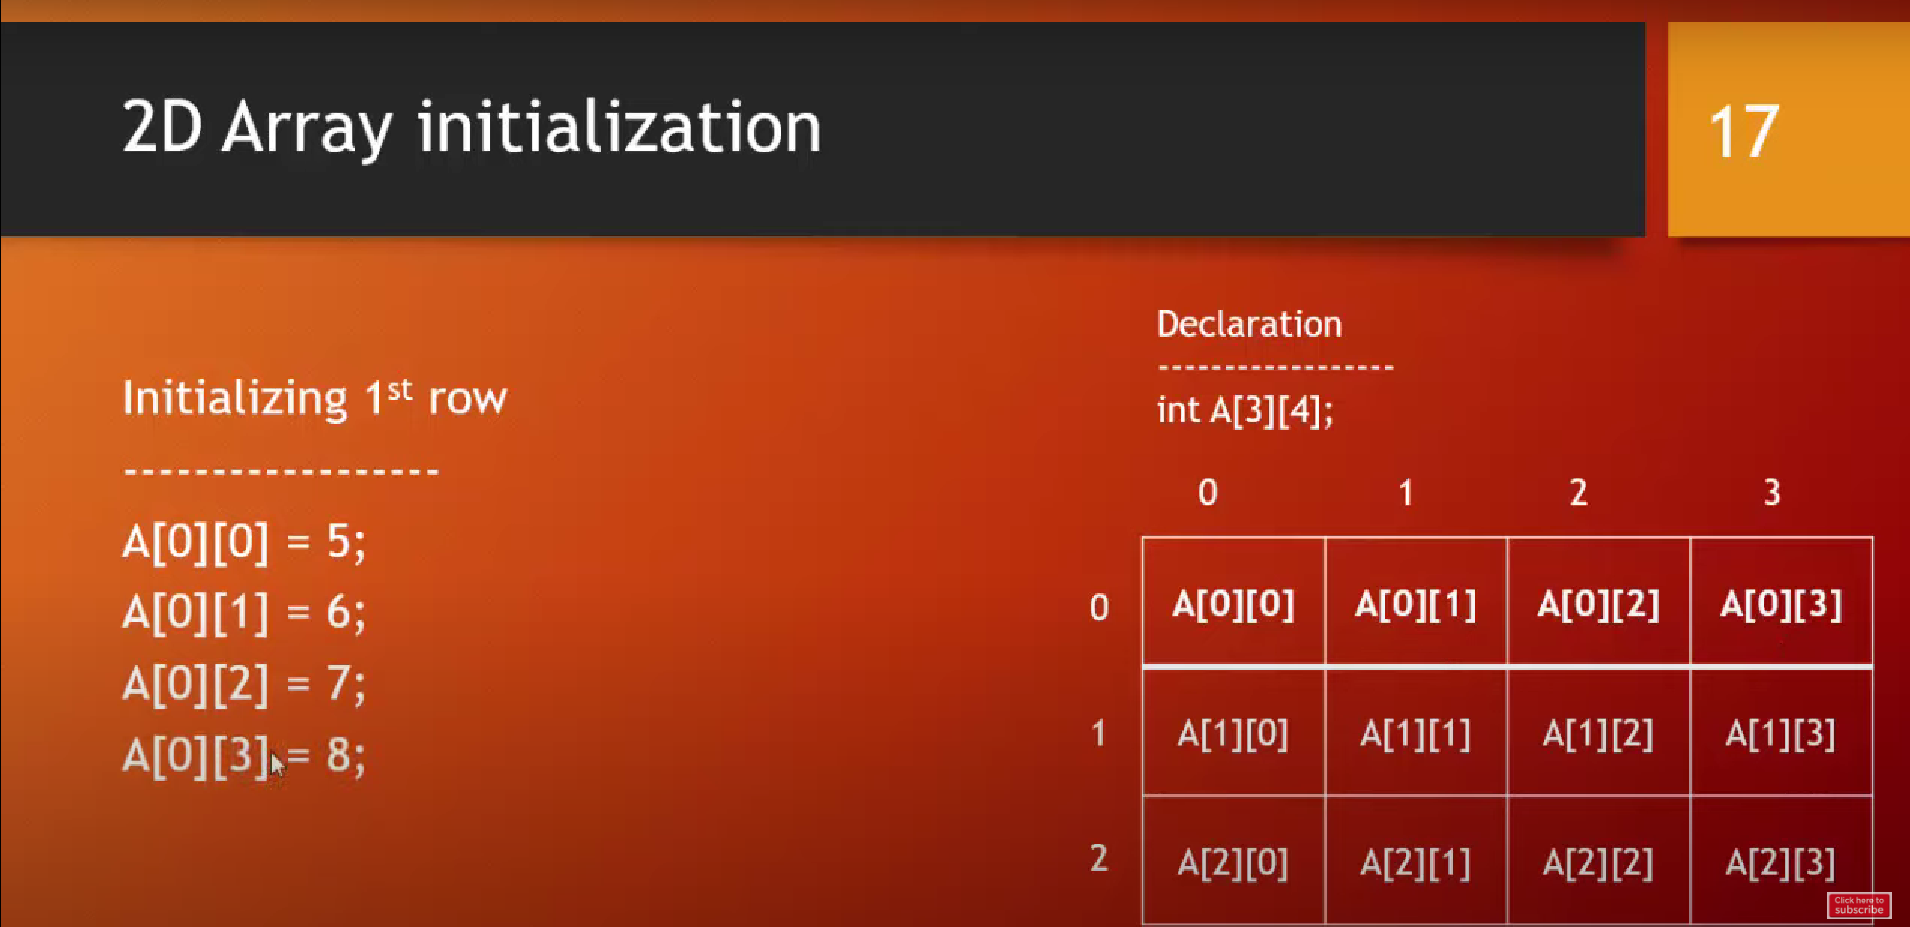 2D Array initialization
17
Initializing 1st row
------------------
A[0][0] = 5;
A[0][1] = 6;
A[0][2] = 7;
A[0][3] = 8;
Declaration
------------------
int A[3][4];
0 1 2 3
0 A[0][0] A[0][1] A[0][2] A[0][3]
1 A[1][0] A[1][1] A[1][2] A[1][3]
2 A[2][0] A[2][1] A[2][2] A[2][3]
Click here to
subscribe